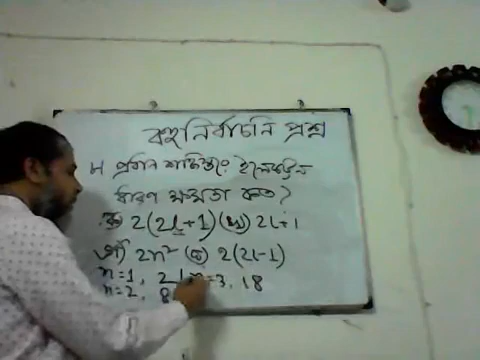 বহু নির্বাচনি প্রশ্ন
প্রধান শক্তিস্তরে ইলেকট্রন
ধারণ ক্ষমতা কত?
2(2l+1) (খ) 2l+1
(গ) 2n² (ঘ) 2(2l-1)
n=1, 2 n=3, 18
n=2, 8